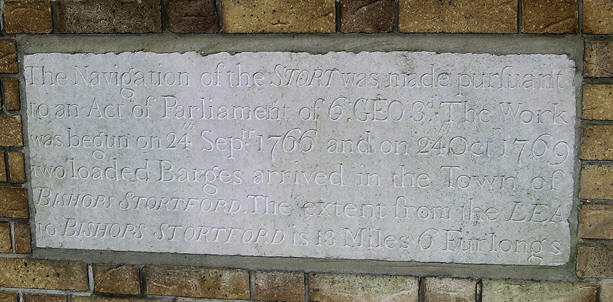 The Navigation of the STORT was made purſuant
to an Act of Parliament of 6. GEO. 3d. The Work
was begun on 24 Sepbr 1766 and on 24 Oct. 1769
two loaded Barges arrived in the Town of
BISHOPS STORTFORD. The extent from the LEA
to BISHOPS STORTFORD is 13 Miles 6 Furlongs